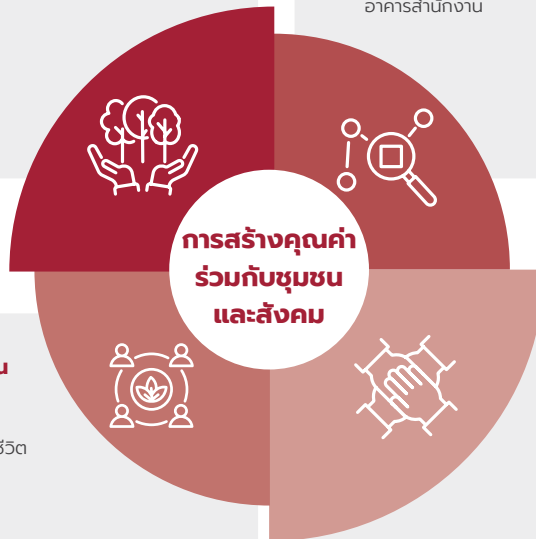 อาคารสำนักงาน
การสร้างคุณค่า
ร่วมกับชุมชน
และสังคม